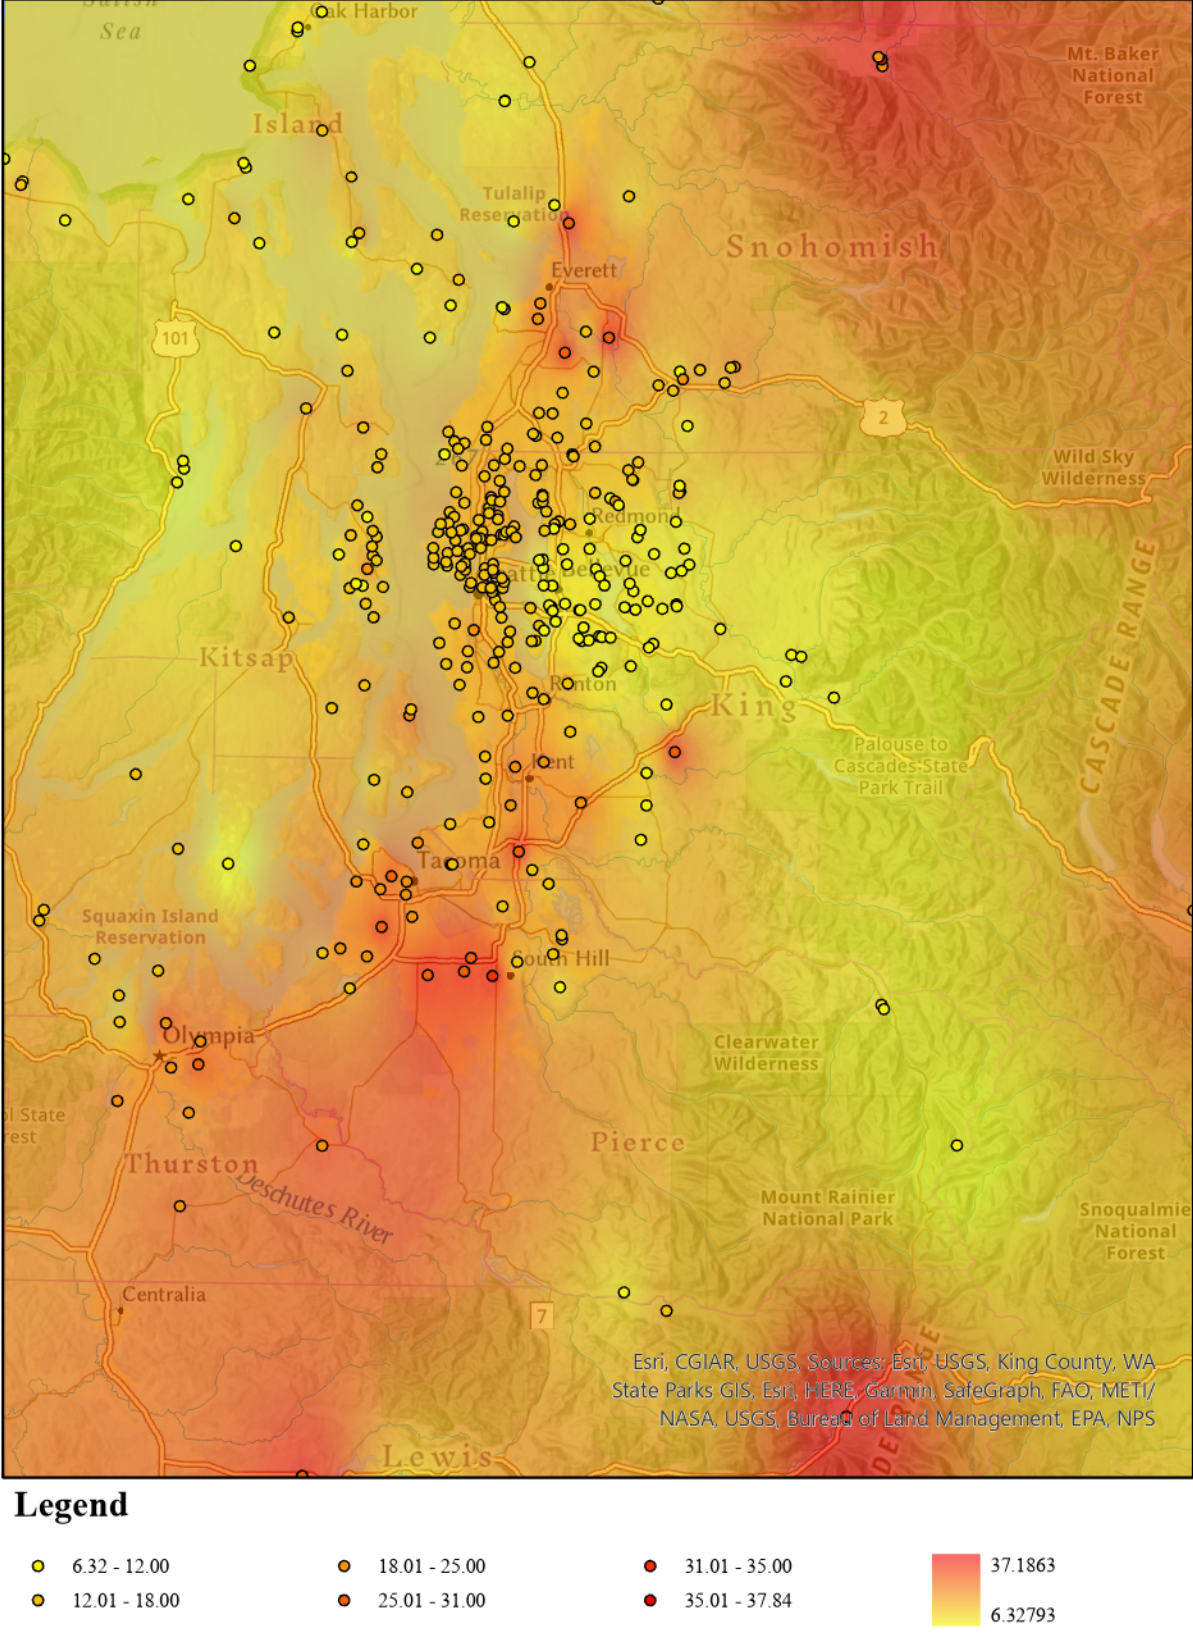 Salish
Sea
Oak Harbor
Mt. Baker
National
Forest
Island
Tulalip
Reservation
Snohomish
Everett
101
2
Wild Sky
Wilderness
Redmond
Bellevue
CASCADE RANGE
Kitsap
Renton
King
Palouse to
Cascades State
Park Trail
Kent
Tacoma
Squaxin Island
Reservation
South Hill
Olympia
Clearwater
Wilderness
Pierce
Thurston
Deschutes River
Mount Rainier
National Park
Snoqualmie
National
Forest
Centralia
7
Esri, CGIAR, USGS, Sources: Esri, USGS, King County, WA
State Parks GIS, Esri, HERE, Garmin, SafeGraph, FAO, METI/
NASA, USGS, Bureau of Land Management, EPA, NPS
Lewis
Legend
6.32 - 12.00
18.01 - 25.00
31.01 - 35.00
37.1863
12.01 - 18.00
25.01 - 31.00
35.01 - 37.84
6.32793